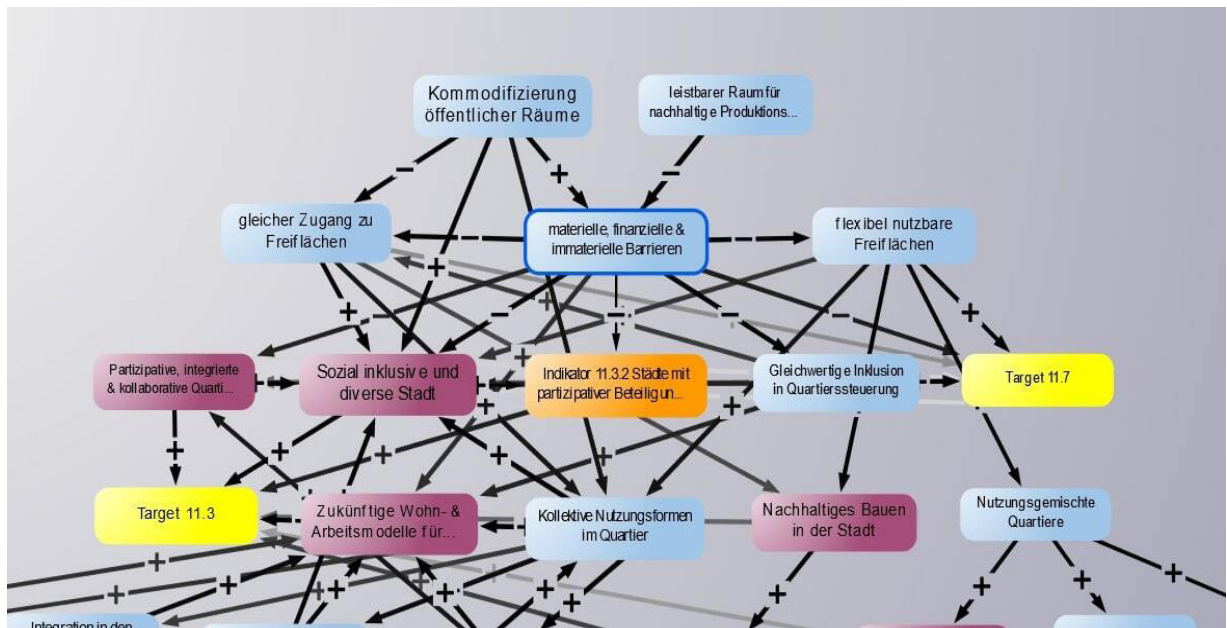 Kommodifizierung
öffentlicher Räume
leistbarer Raum für
nachhaltige Produktions...
gleicher Zugang zu
Freiflächen
materielle, finanzielle &
immaterielle Barrieren
flexibel nutzbare
Freiflächen
Partizipative, integrierte
& kollaborative Quarti...
Sozial inklusive und
diverse Stadt
Indikator 11.3.2 Städte mit
partizipativer Beteiligun...
Gleichwertige Inklusion
in Quartierssteuerung
Target 11.7
Target 11.3
Zukünftige Wohn- &
Arbeitsmodelle für...
Kollektive Nutzungsformen
im Quartier
Nachhaltiges Bauen
in der Stadt
Nutzungsgemischte
Quartiere
Integration in den